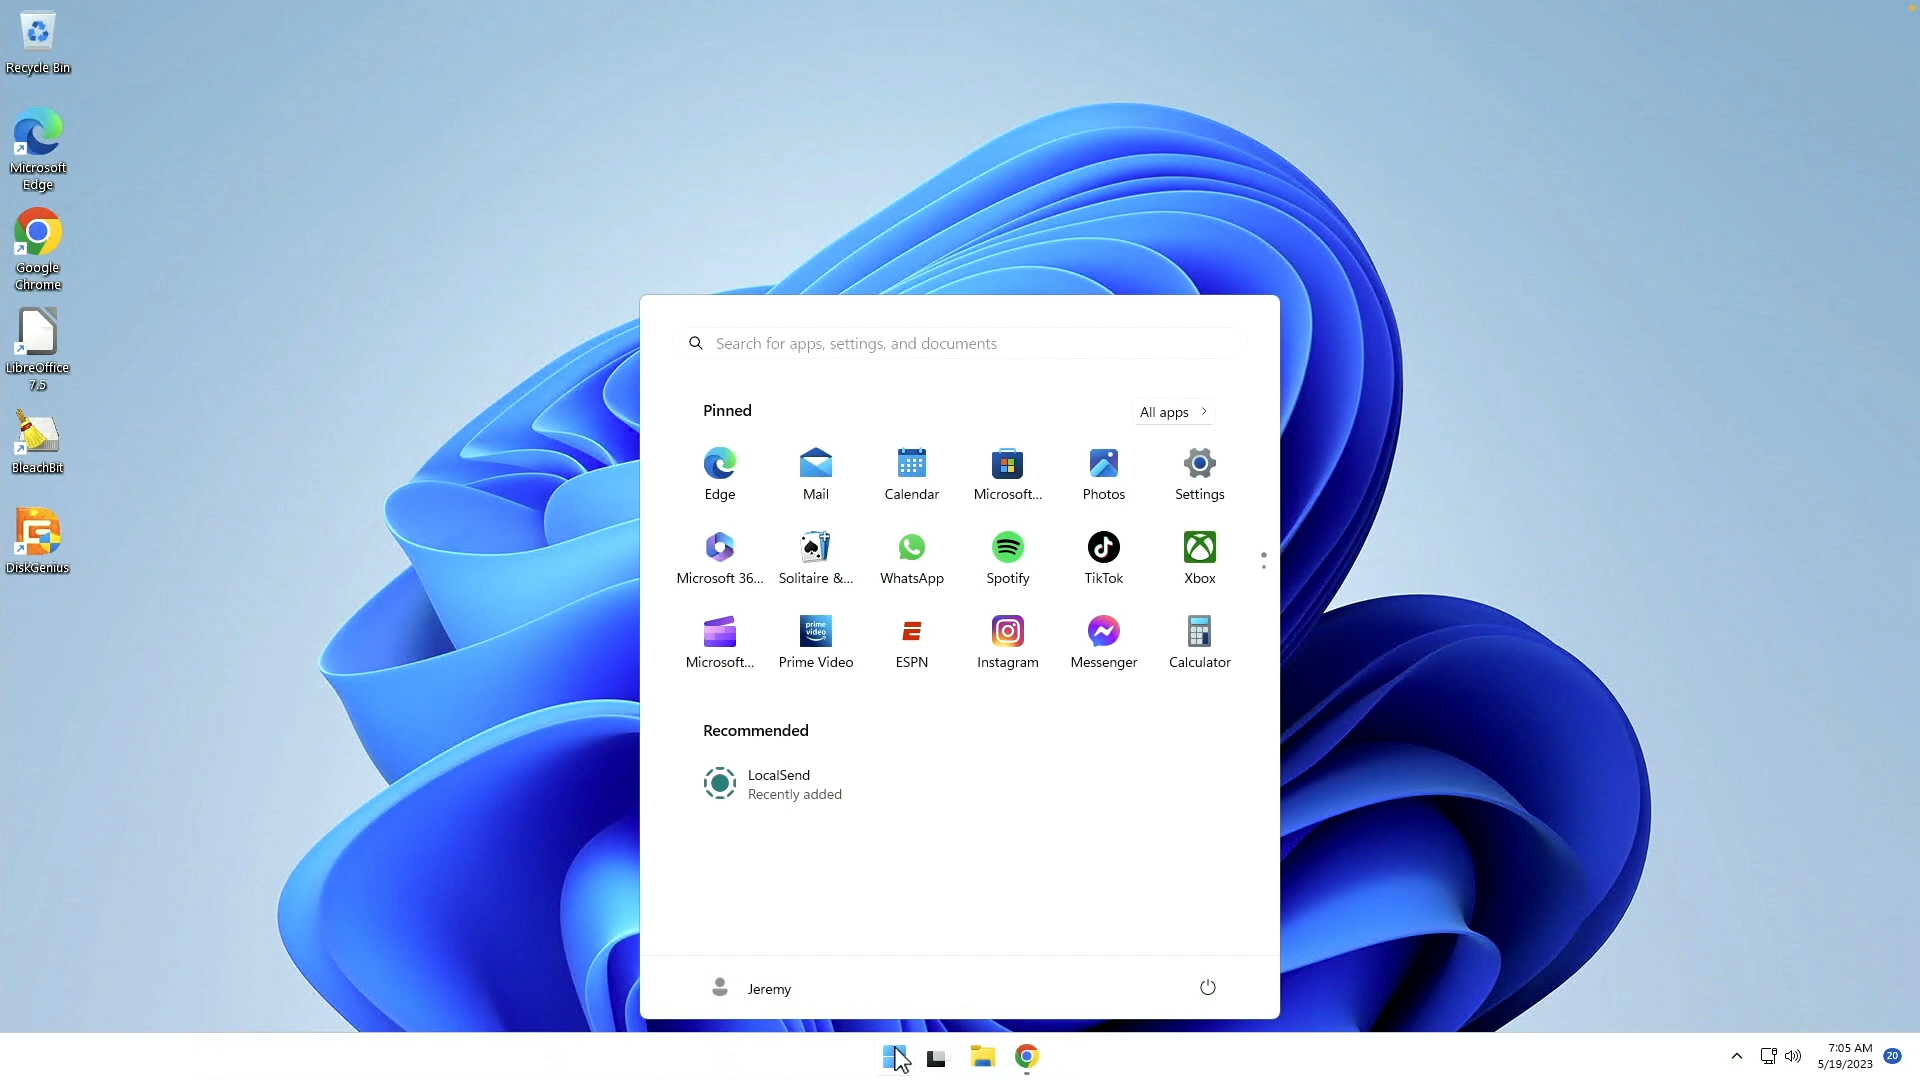 Recycle Bin
Microsoft
Edge
Google
Chrome
LibreOffice
7.5
BleachBit
DiskGenius
Search for apps, settings, and documents
Pinned
All apps
Edge
Mail
Calendar
Microsoft...
Photos
Settings
Microsoft 36...
Solitaire &...
WhatsApp
Spotify
TikTok
Xbox
prime
video
Microsoft...
Prime Video
ESPN
Instagram
Messenger
Calculator
Recommended
LocalSend
Recently added
Jeremy
7:05 AM
5/19/2023
20